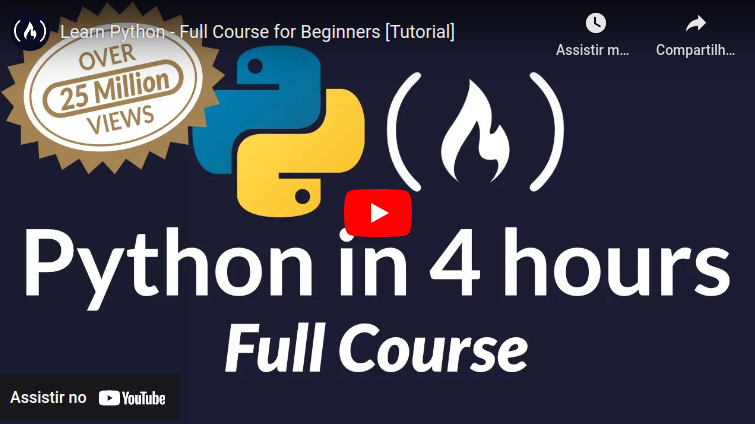 Learn Python - Full Course for Beginners [Tutorial]
Assistir m...
Compartilh...
OVER
25 Million
VIEWS
Python in 4 hours
Full Course
Assistir no YouTube